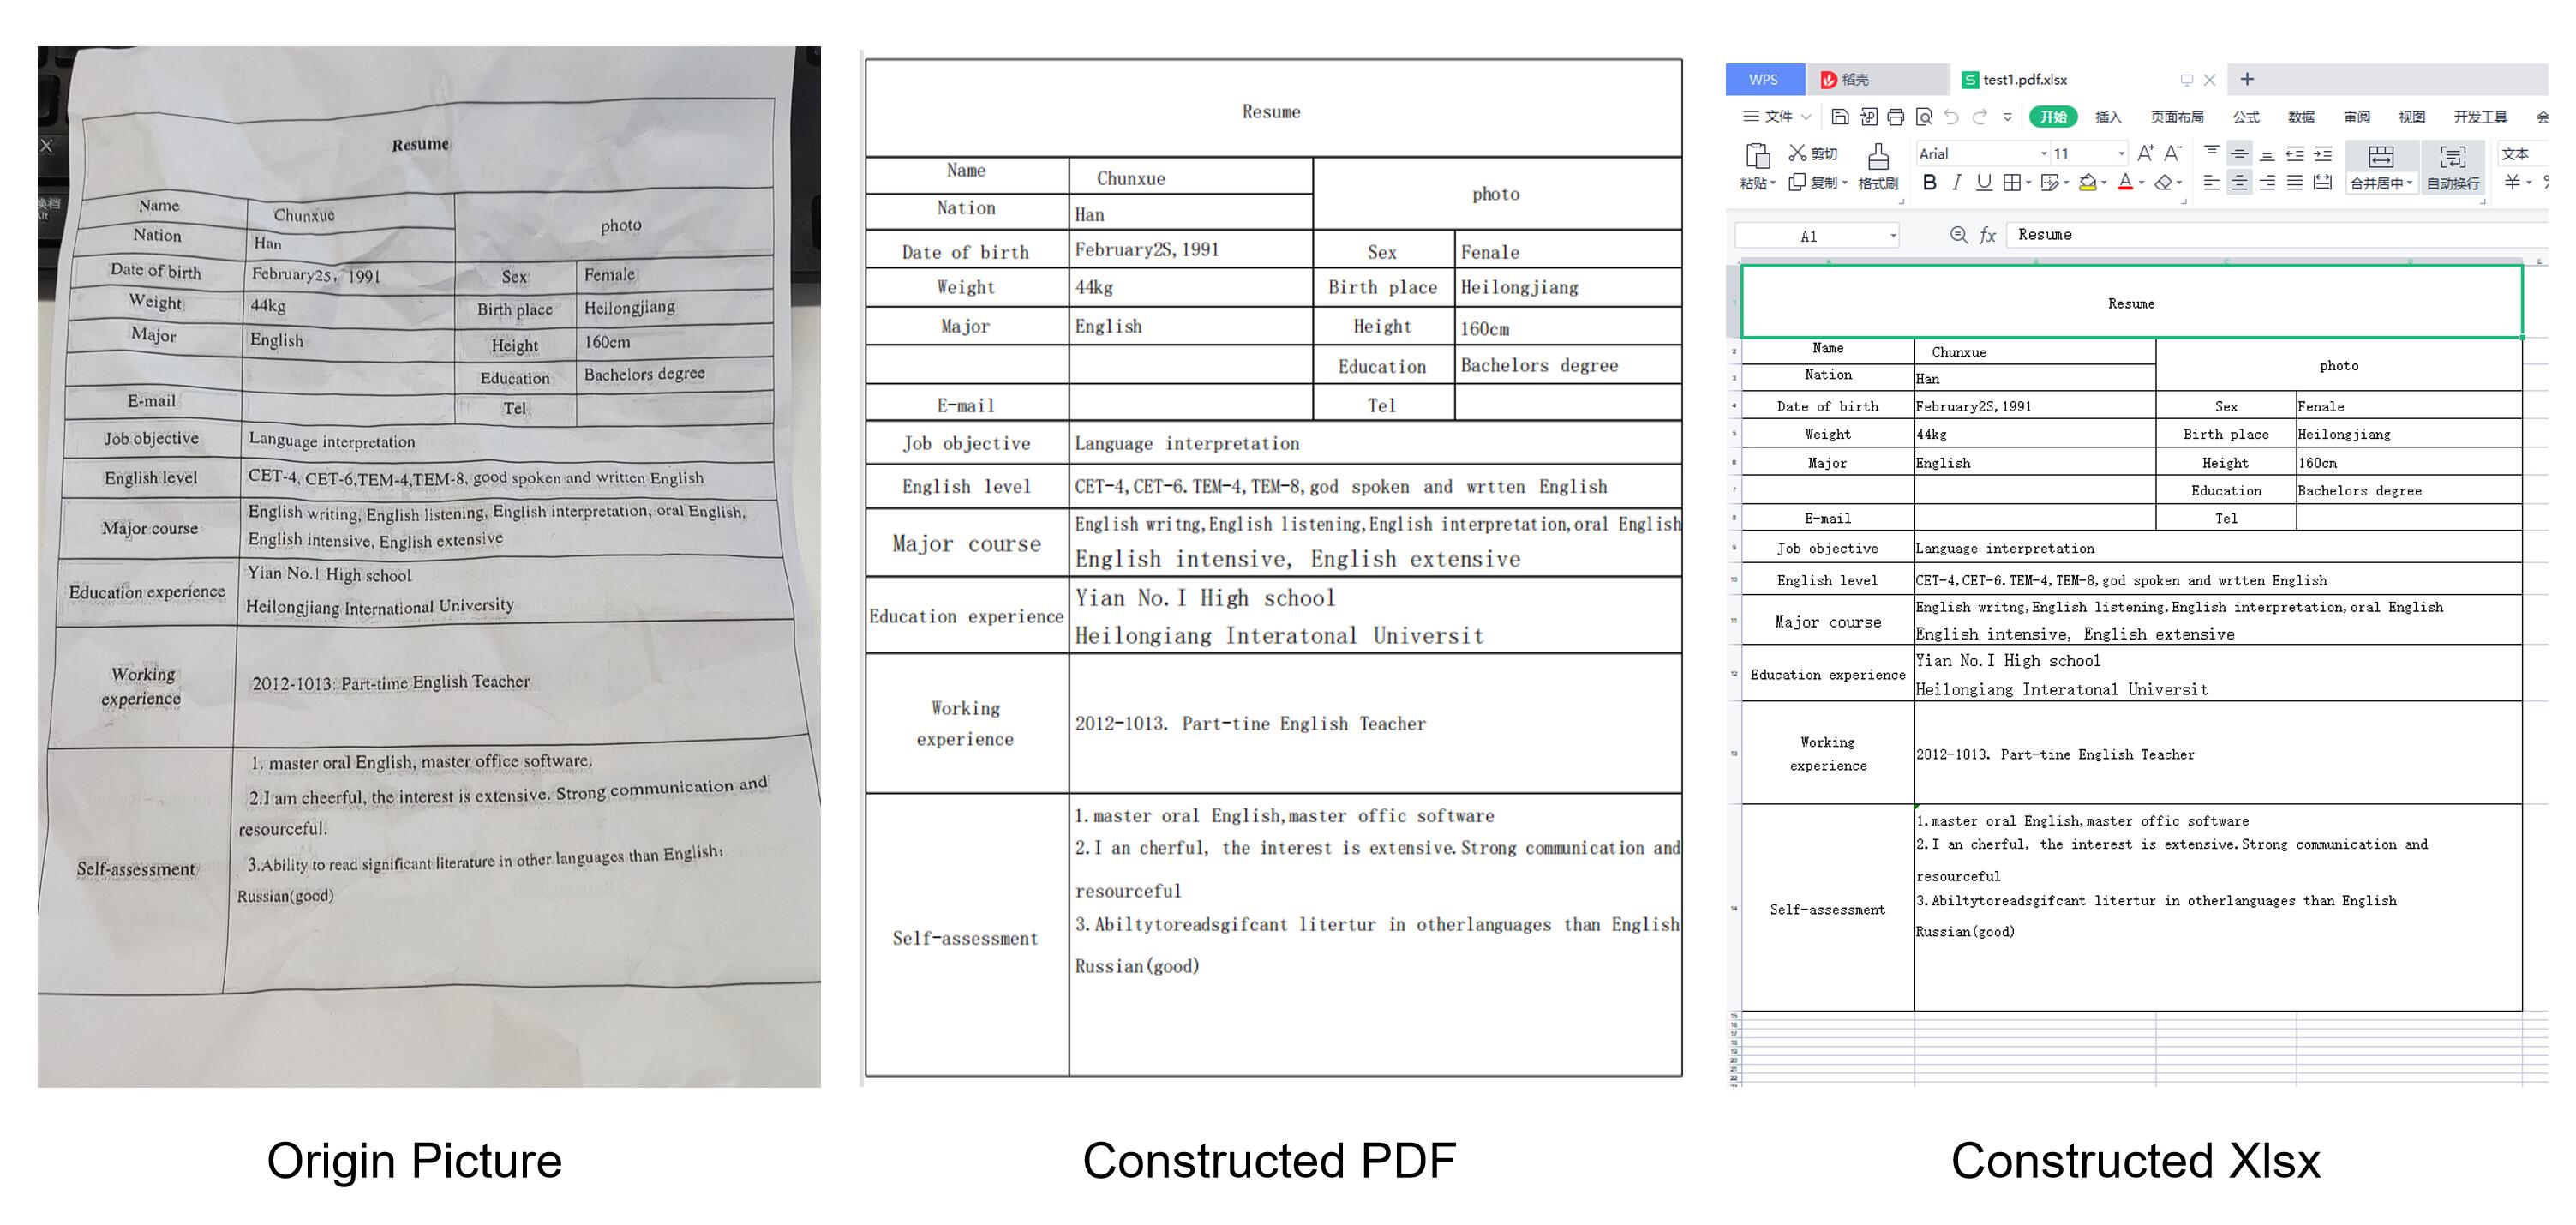 Resume
Name
Chunxue
photo
Nation
Han
Date of birth
February2s, 1991
Sex
Female
Weight
44kg
Birth place
Heilongjiang
Major
English
Height
160cm
Education
Bachelors degree
E-mail
Tel
Job objective
Language interpretation
English level
CET-4, CET-6,TEM-4,TEM-8, good spoken and written English
Major course
English writing, English listening, English interpretation, oral English,
English intensive, English extensive
Education experience
Yian No.1 High school
Heilongjiang International University
Working
experience
2012-1013: Part-time English Teacher
Self-assessment
1. master oral English, master office software.
2.I am cheerful, the interest is extensive. Strong communication and
resourceful.
3.Ability to read significant literature in other languages than English:
Russian(good)
Origin Picture
Resume
Name
Chunxue
photo
Nation
Han
Date of birth
February2S,1991
Sex
Fenale
Weight
44kg
Birth place
Heilongjiang
Major
English
Height
160cm
Education
Bachelors degree
E-mail
Tel
Job objective
Language interpretation
English level
CET-4,CET-6.TEM-4,TEM-8,god spoken and wrtten English
Major course
English writng,English listening,English interpretation,oral English
English intensive, English extensive
Education experience
Yian No.I High school
Heilongiang Interatonal Universit
Working
experience
2012-1013. Part-tine English Teacher
Self-assessment
1.master oral English,master offic software
2.I an cherful, the interest is extensive.Strong communication and
resourceful
3.Abiltytoreadsgifcant litertur in otherlanguages than English
Russian(good)
Constructed PDF
WPS 稻壳 test1.pdf.xlsx
文件 开始 插入 页面布局 公式 数据 审阅 视图 开发工具
剪切 Arial 11 文本
粘贴 复制 格式刷 B I U A 合并居中 自动换行 ¥
A1 fx Resume
Resume
Name
Chunxue
photo
Nation
Han
Date of birth
February2S,1991
Sex
Fenale
Weight
44kg
Birth place
Heilongjiang
Major
English
Height
160cm
Education
Bachelors degree
E-mail
Tel
Job objective
Language interpretation
English level
CET-4,CET-6.TEM-4,TEM-8,god spoken and wrtten English
Major course
English writng,English listening,English interpretation,oral English
English intensive, English extensive
Education experience
Yian No.I High school
Heilongiang Interatonal Universit
Working
experience
2012-1013. Part-tine English Teacher
Self-assessment
1.master oral English,master offic software
2.I an cherful, the interest is extensive.Strong communication and
resourceful
3.Abiltytoreadsgifcant litertur in otherlanguages than English
Russian(good)
Constructed Xlsx